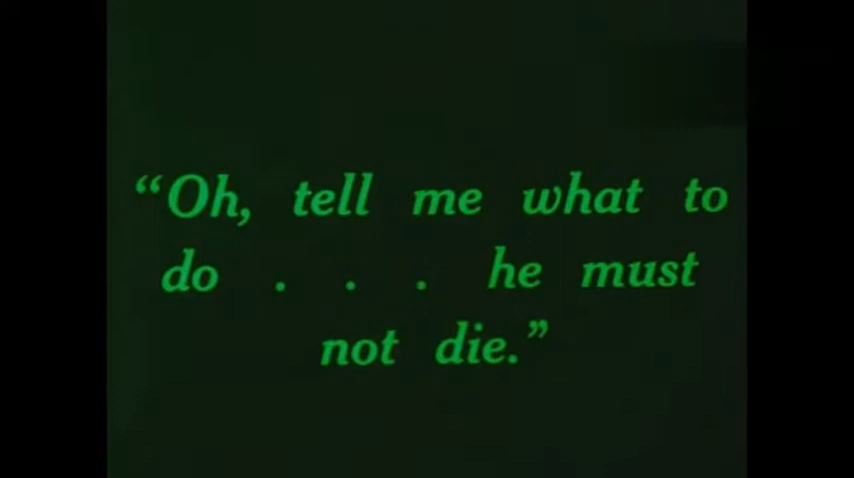 “Oh, tell me what to
do . . . he must
not die.”